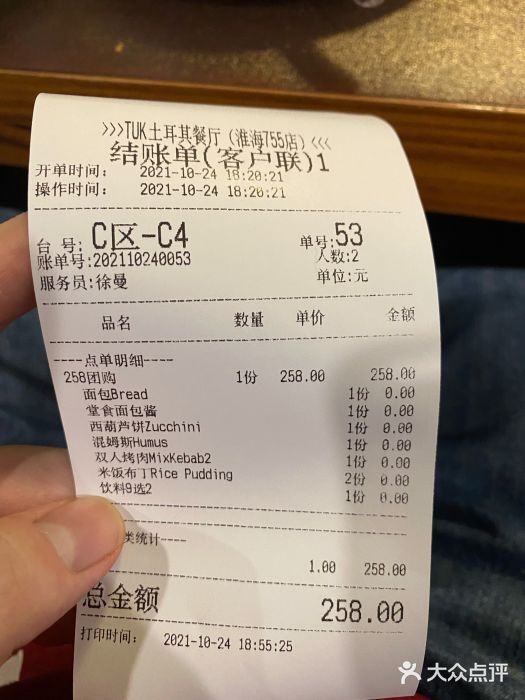 >>>TUK土耳其餐厅(淮海755店)<<<
结账单(客户联)1
开单时间: 2021-10-24 18:20:21
操作时间: 2021-10-24 18:20:21
台号: C区-C4 单号:53
账单号:202110240053 人数:2
服务员:徐曼 单位:元
品名 数量 单价 金额
----点单明细----
258团购 1份 258.00 258.00
面包Bread 1份 0.00
堂食面包酱 1份 0.00
西葫芦饼Zucchini 1份 0.00
混姆斯Humus 1份 0.00
双人烤肉MixKebab2 1份 0.00
米饭布丁Rice Pudding 2份 0.00
饮料9选2 1份 0.00
类统计----
1.00 258.00
总金额 258.00
打印时间: 2021-10-24 18:55:25
大众点评